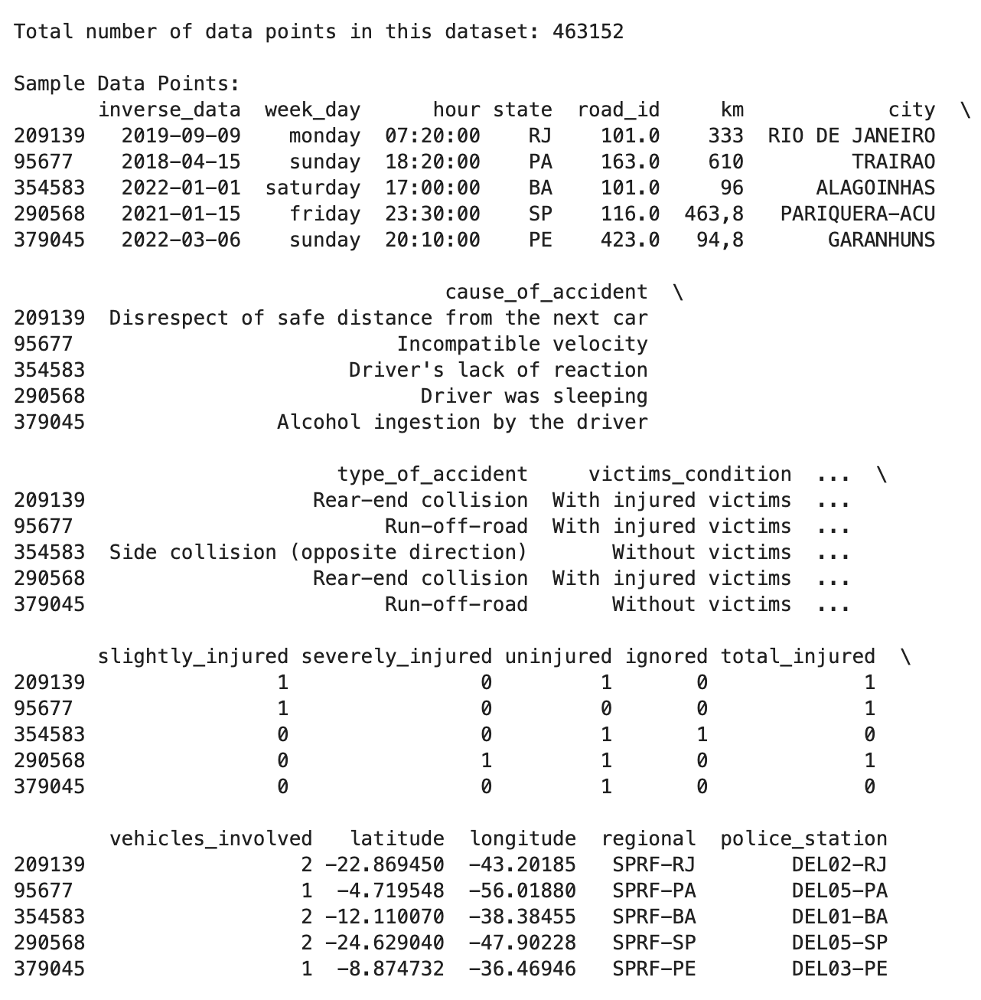 Total number of data points in this dataset: 463152
Sample Data Points:
inverse_data week_day hour state road_id km city \
209139 2019-09-09 monday 07:20:00 RJ 101.0 333 RIO DE JANEIRO
95677 2018-04-15 sunday 18:20:00 PA 163.0 610 TRAIRAO
354583 2022-01-01 saturday 17:00:00 BA 101.0 96 ALAGOINHAS
290568 2021-01-15 friday 23:30:00 SP 116.0 463,8 PARIQUERA-ACU
379045 2022-03-06 sunday 20:10:00 PE 423.0 94,8 GARANHUNS
cause_of_accident \
209139 Disrespect of safe distance from the next car
95677 Incompatible velocity
354583 Driver's lack of reaction
290568 Driver was sleeping
379045 Alcohol ingestion by the driver
type_of_accident victims_condition ... \
209139 Rear-end collision With injured victims ...
95677 Run-off-road With injured victims ...
354583 Side collision (opposite direction) Without victims ...
290568 Rear-end collision With injured victims ...
379045 Run-off-road Without victims ...
slightly_injured severely_injured uninjured ignored total_injured \
209139 1 0 1 0 1
95677 1 0 0 0 1
354583 0 0 1 1 0
290568 0 1 1 0 1
379045 0 0 1 0 0
vehicles_involved latitude longitude regional police_station
209139 2 -22.869450 -43.20185 SPRF-RJ DEL02-RJ
95677 1 -4.719548 -56.01880 SPRF-PA DEL05-PA
354583 2 -12.110070 -38.38455 SPRF-BA DEL01-BA
290568 2 -24.629040 -47.90228 SPRF-SP DEL05-SP
379045 1 -8.874732 -36.46946 SPRF-PE DEL03-PE